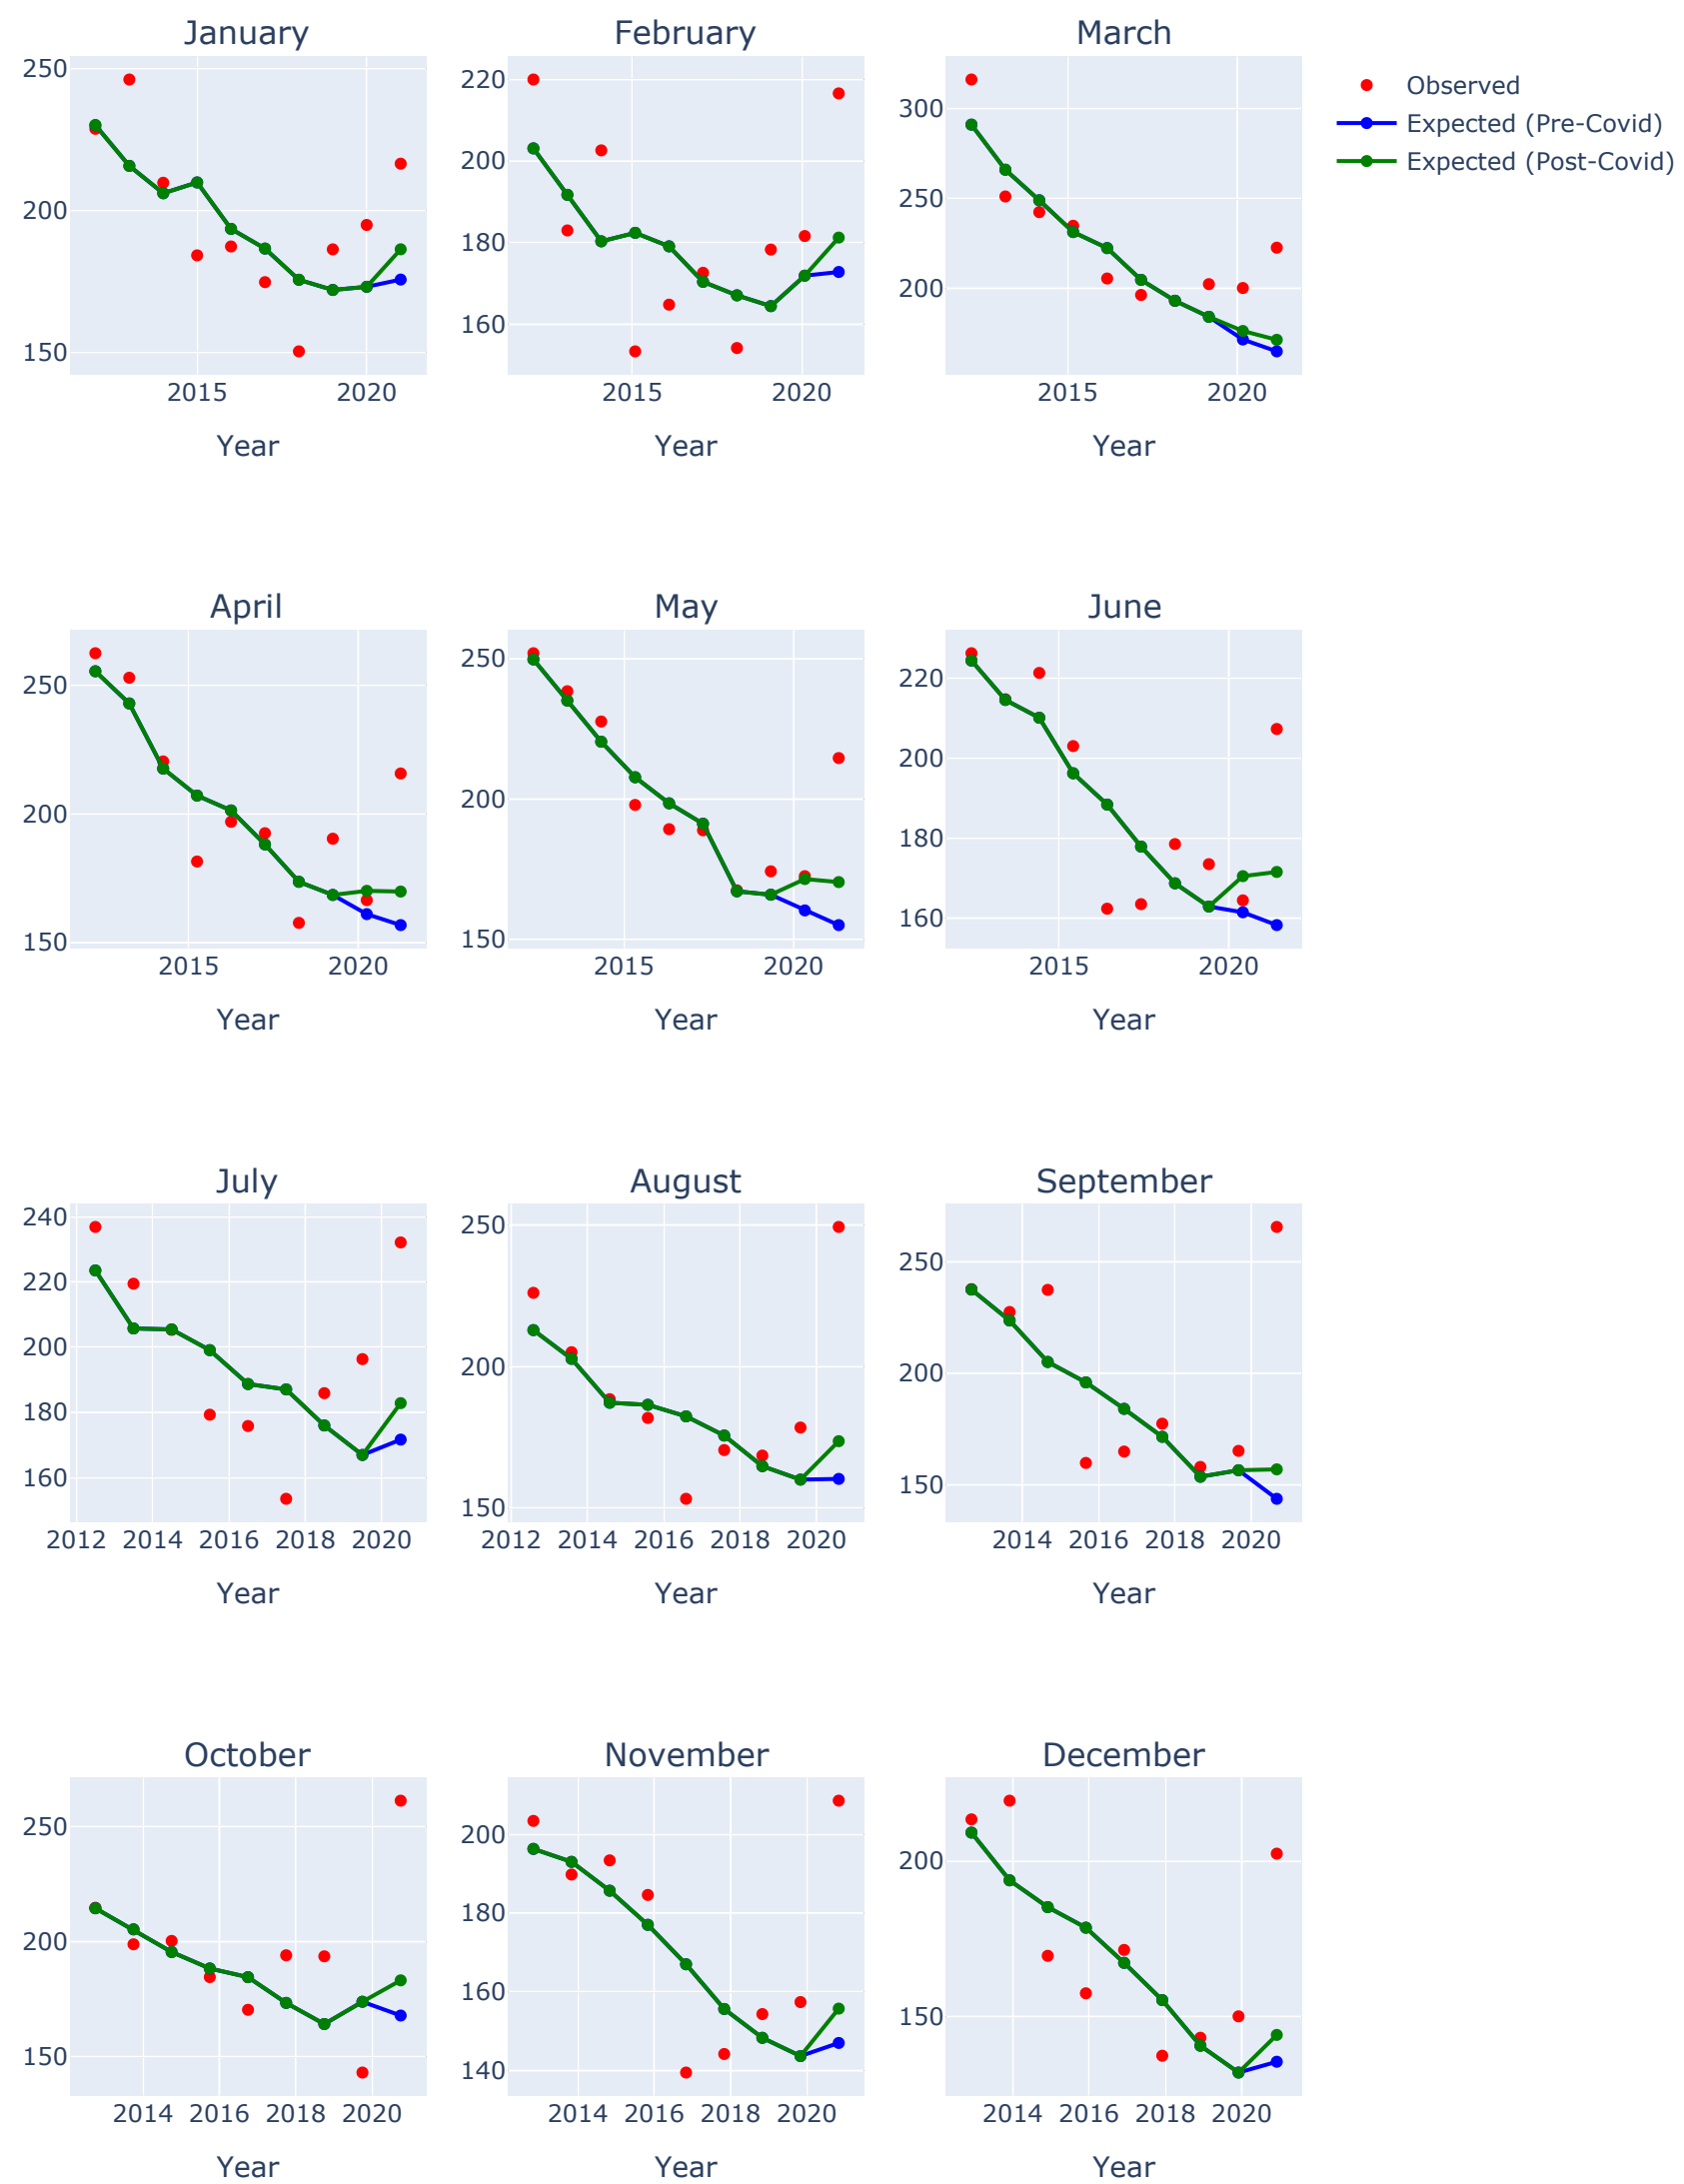 January
February
March
250
200
150
2015
2020
Year
220
200
180
160
2015
2020
Year
300
250
200
2015
2020
Year
Observed
Expected (Pre-Covid)
Expected (Post-Covid)
April
May
June
250
200
150
2015
2020
Year
250
200
150
2015
2020
Year
220
200
180
160
2015
2020
Year
July
August
September
240
220
200
180
160
2012
2014
2016
2018
2020
Year
250
200
150
2012
2014
2016
2018
2020
Year
250
200
150
2014
2016
2018
2020
Year
October
November
December
250
200
150
2014
2016
2018
2020
Year
200
180
160
140
2014
2016
2018
2020
Year
200
150
2014
2016
2018
2020
Year